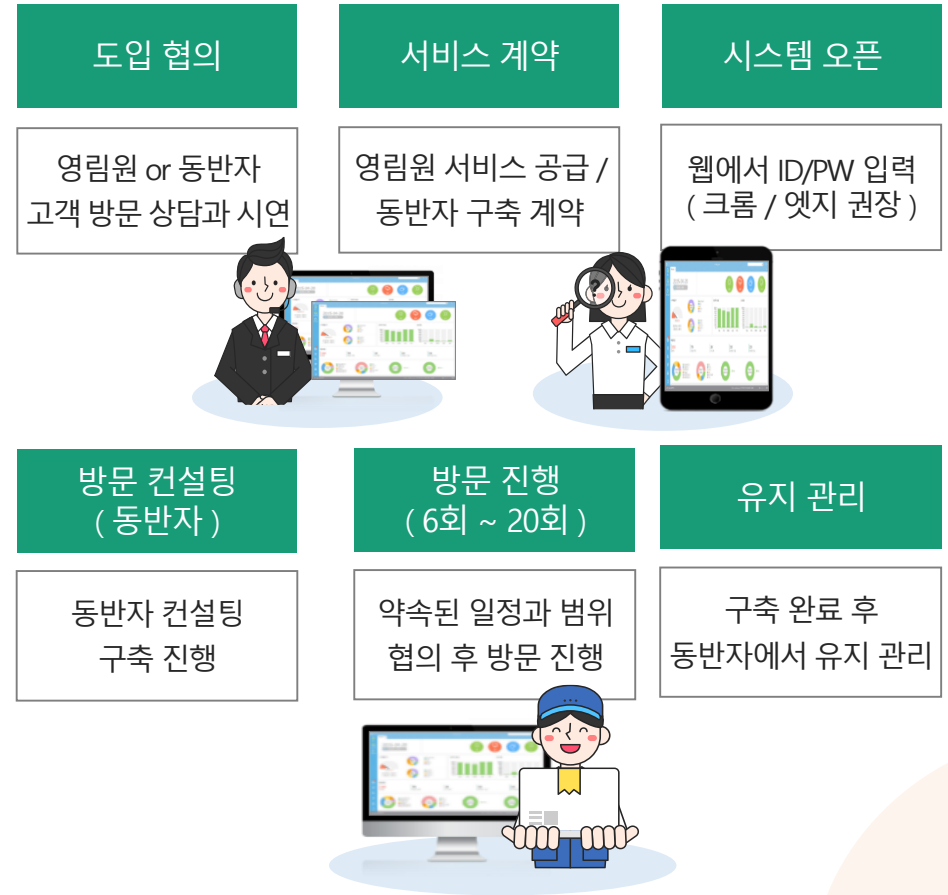 도입 협의
영림원 or 동반자
고객 방문 상담과 시연
서비스 계약
영림원 서비스 공급 /
동반자 구축 계약
시스템 오픈
웹에서 ID/PW 입력
( 크롬 / 엣지 권장 )
?
방문 컨설팅
( 동반자 )
동반자 컨설팅
구축 진행
방문 진행
( 6회 ~ 20회 )
약속된 일정과 범위
협의 후 방문 진행
유지 관리
구축 완료 후
동반자에서 유지 관리